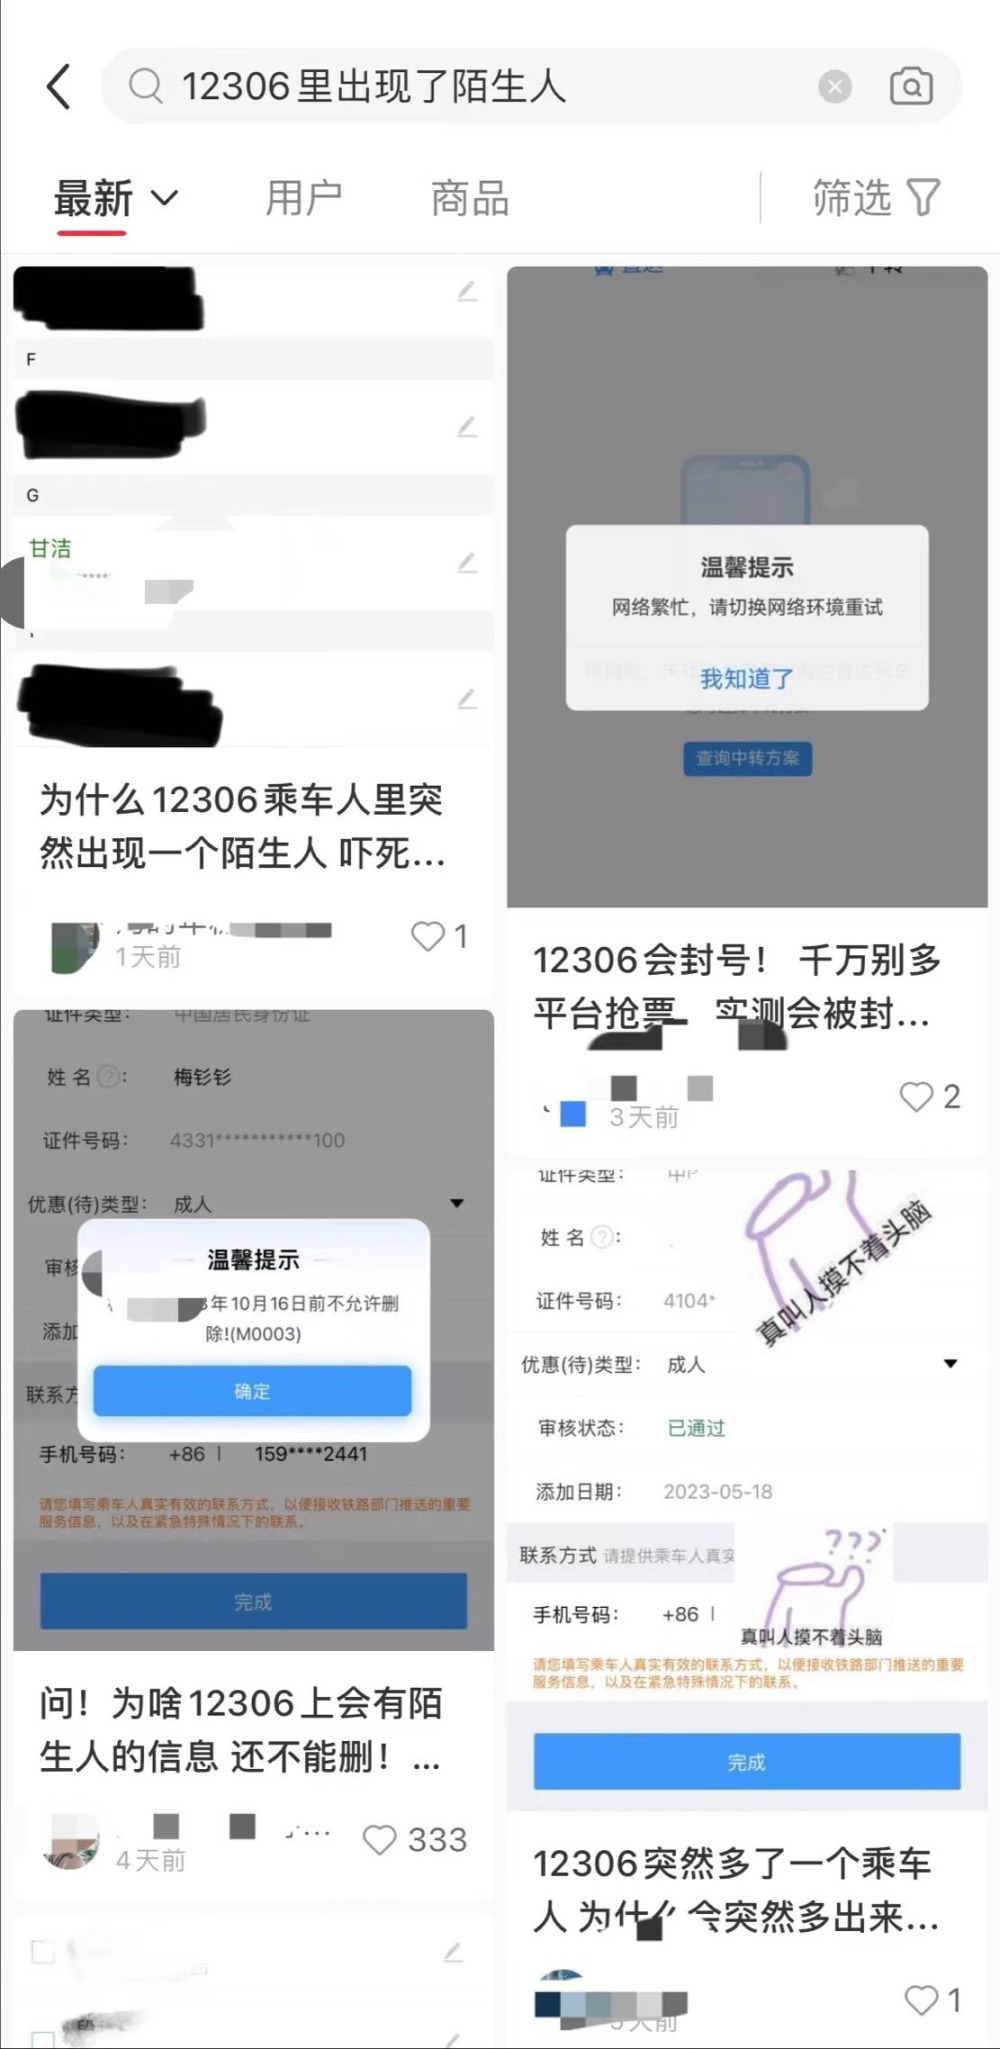 12306里出现了陌生人
最新
用户
商品
筛选
F
G
甘洁
****
为什么12306乘车人里突
然出现一个陌生人 吓死...
1天前
1
温馨提示
网络繁忙，请切换网络环境重试
我知道了
查询中转方案
12306会封号！ 千万别多
平台抢票 实测会被封...
3天前
2
证件类型：
中国居民身份证
姓 名?：
梅钐钐
证件号码：
4331***********100
优惠(待)类型：
成人
审核
添加
温馨提示
年10月16日前不允许删
除!(M0003)
确定
联系方
手机号码：
+86
159****2441
请您填写乘车人真实有效的联系方式，以便接收铁路部门推送的重要
服务信息，以及在紧急特殊情况下的联系。
完成
问！为啥12306上会有陌
生人的信息 还不能删！...
4天前
333
证件类型：
姓 名?：
真叫人摸不着头脑
证件号码：
4104*
优惠(待)类型：
成人
审核状态：
已通过
添加日期：
2023-05-18
联系方式 请提供乘车人真实
???
手机号码：
+86
真叫人摸不着头脑
请您填写乘车人真实有效的联系方式，以便接收铁路部门推送的重要
服务信息，以及在紧急特殊情况下的联系。
完成
12306突然多了一个乘车
人 为什么会突然多出来...
天前
1